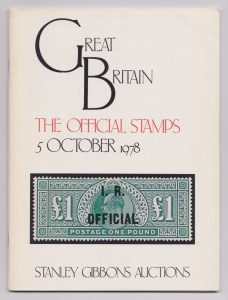 GREAT
BRITAIN
THE OFFICIAL STAMPS
5 OCTOBER 1978
I. R.
OFFICIAL
£1 £1
POSTAGE ONE POUND
STANLEY GIBBONS AUCTIONS